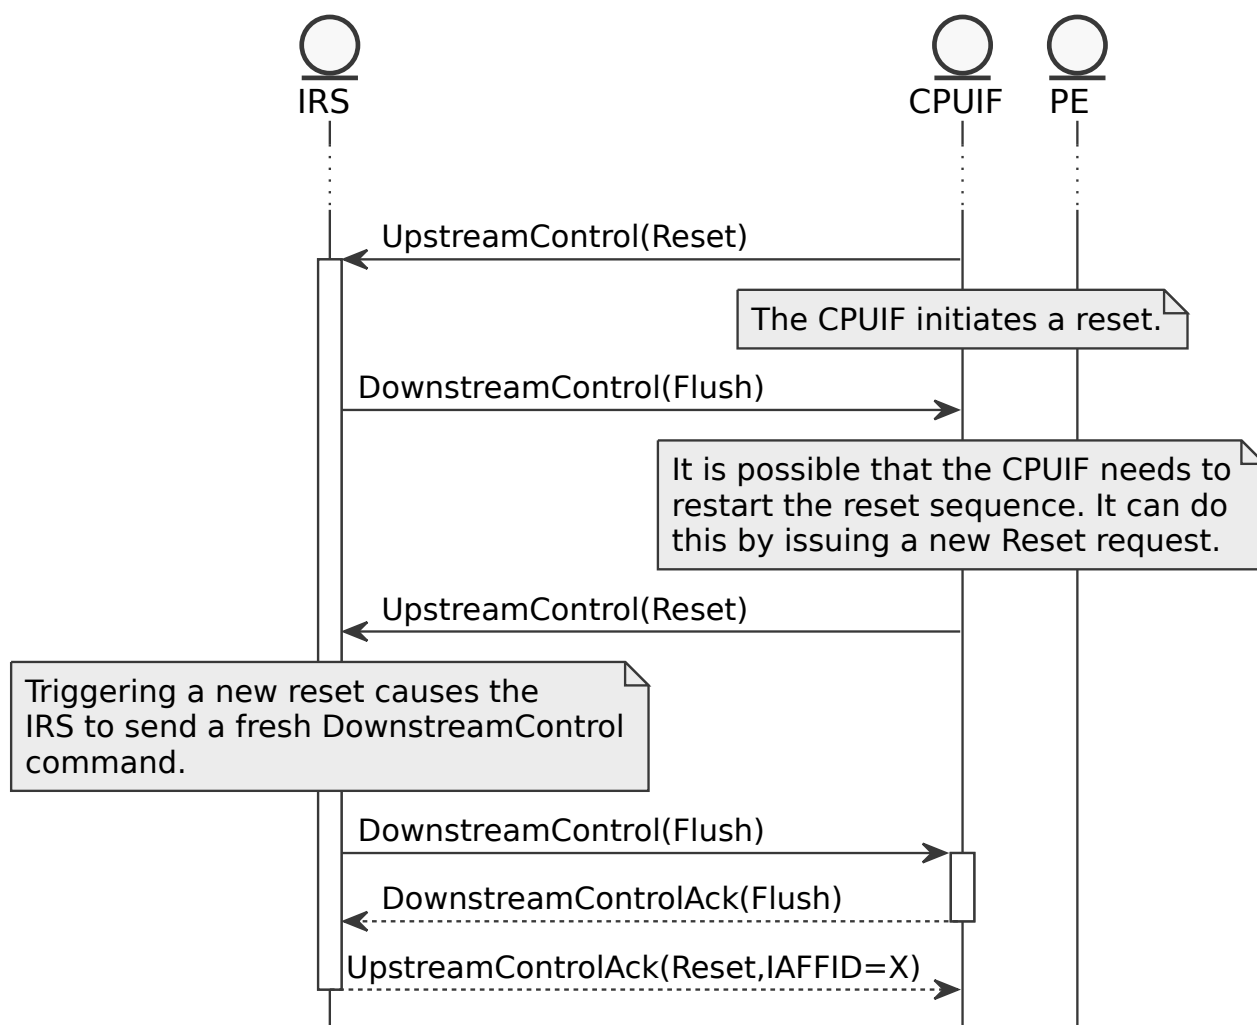 IRS
CPUIF
PE
UpstreamControl(Reset)
The CPUIF initiates a reset.
DownstreamControl(Flush)
It is possible that the CPUIF needs to
restart the reset sequence. It can do
this by issuing a new Reset request.
UpstreamControl(Reset)
Triggering a new reset causes the
IRS to send a fresh DownstreamControl
command.
DownstreamControl(Flush)
DownstreamControlAck(Flush)
UpstreamControlAck(Reset,IAFFID=X)